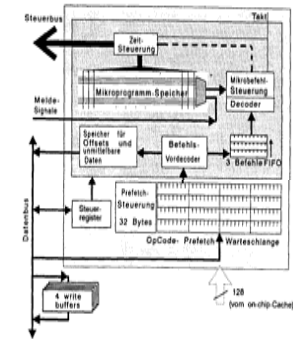 Steuerbus
Takt
Zeit-
Steuerung
Mikroprogramm-Speicher
Mikrobefehl-
Steuerung
Decoder
Melde-
Signale
Speicher für
Offsets und
unmittelbare
Daten
Befehls-
Vordecoder
3 Befehle FIFO
Prefetch-
Steuerung
32 Bytes
Steuer-
register
OpCode- Prefetch Warteschlange
Datenbus
4 write
buffers
128
(vom on-chip-Cache)